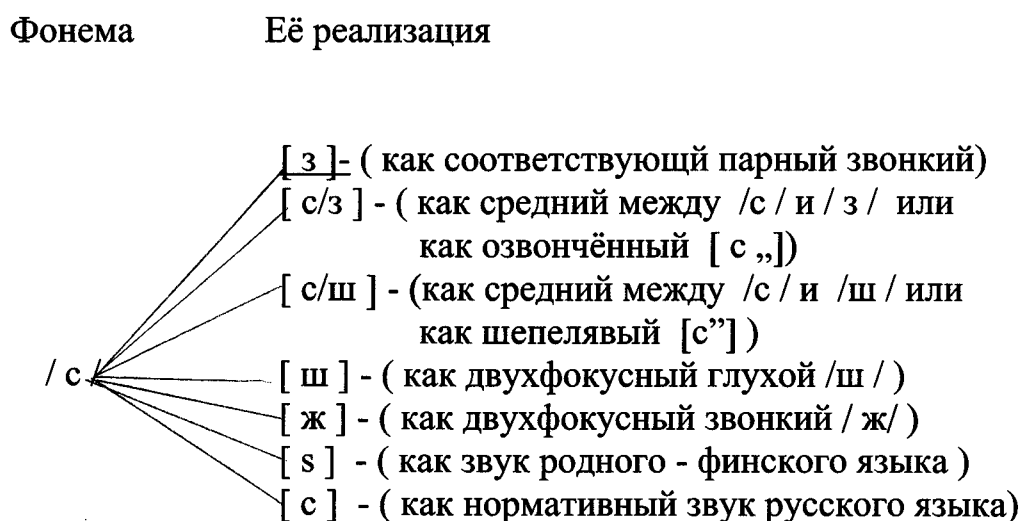 Фонема Её реализация
[ з ]- ( как соответствующй парный звонкий)
[ с/з ] - ( как средний между /с / и / з / или
как озвончённый [ с „])
[ с/ш ] - (как средний между /с / и /ш / или
как шепелявый [с”] )
/ с /
[ ш ] - ( как двухфокусный глухой /ш / )
[ ж ] - ( как двухфокусный звонкий / ж/ )
[ s ] - ( как звук родного - финского языка )
[ с ] - ( как нормативный звук русского языка)